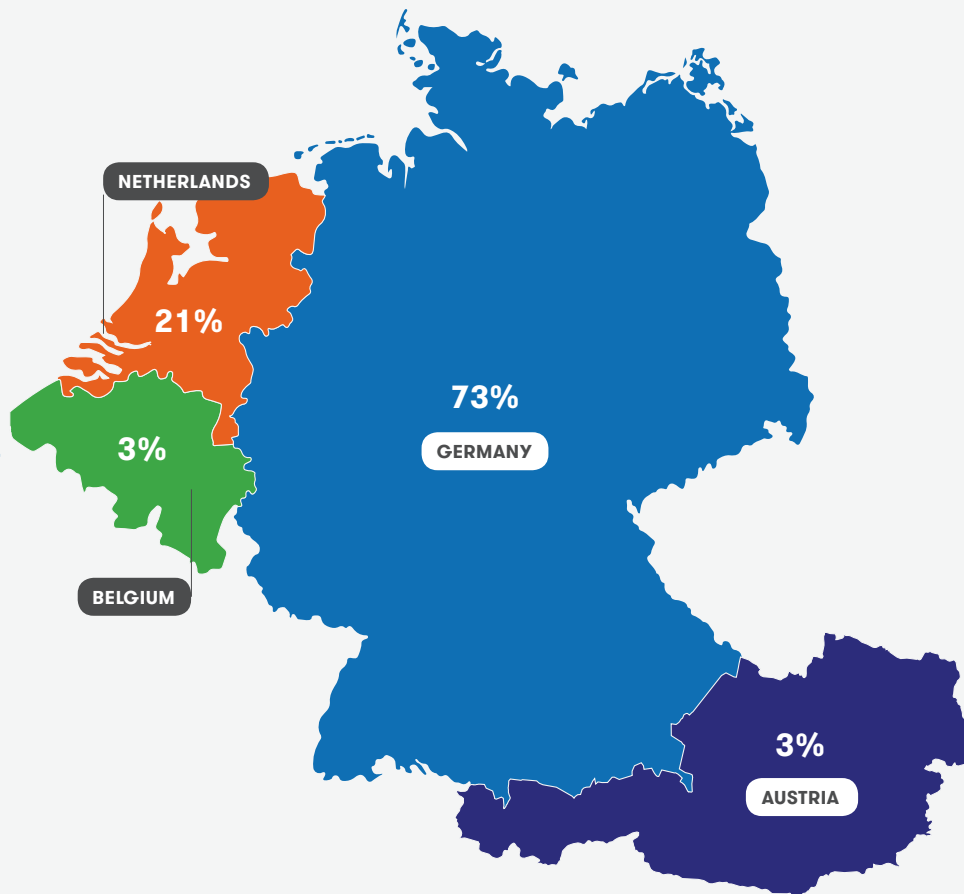 NETHERLANDS
21%
73%
GERMANY
3%
BELGIUM
3%
AUSTRIA